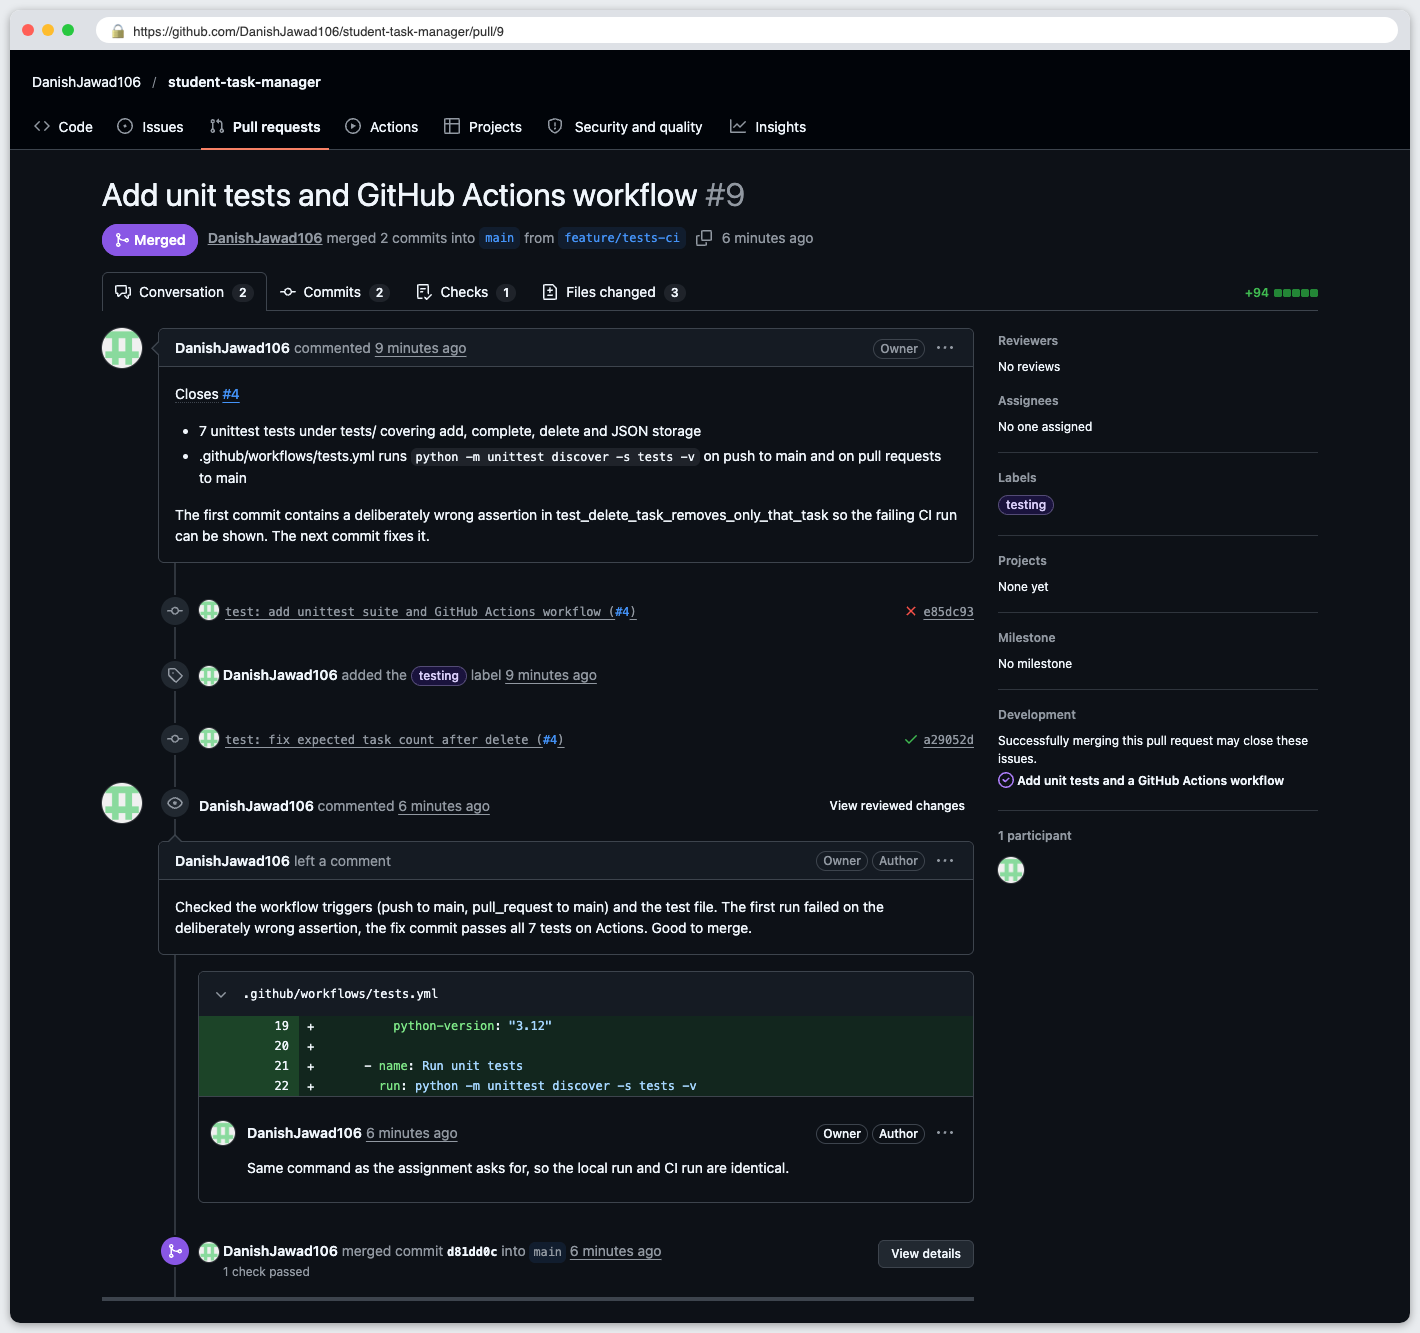 https://github.com/DanishJawad106/student-task-manager/pull/9
DanishJawad106 / student-task-manager
Code Issues Pull requests Actions Projects Security and quality Insights
Add unit tests and GitHub Actions workflow #9
Merged DanishJawad106 merged 2 commits into main from feature/tests-ci 6 minutes ago
Conversation 2 Commits 2 Checks 1 Files changed 3 +94
DanishJawad106 commented 9 minutes ago Owner ...
Closes #4
• 7 unittest tests under tests/ covering add, complete, delete and JSON storage
• .github/workflows/tests.yml runs python -m unittest discover -s tests -v on push to main and on pull requests
to main
The first commit contains a deliberately wrong assertion in test_delete_task_removes_only_that_task so the failing CI run
can be shown. The next commit fixes it.
test: add unittest suite and GitHub Actions workflow (#4) e85dc93
DanishJawad106 added the testing label 9 minutes ago
test: fix expected task count after delete (#4) a29052d
DanishJawad106 commented 6 minutes ago View reviewed changes
DanishJawad106 left a comment Owner Author ...
Checked the workflow triggers (push to main, pull_request to main) and the test file. The first run failed on the
deliberately wrong assertion, the fix commit passes all 7 tests on Actions. Good to merge.
.github/workflows/tests.yml
19 + python-version: "3.12"
20 +
21 + - name: Run unit tests
22 + run: python -m unittest discover -s tests -v
DanishJawad106 6 minutes ago Owner Author ...
Same command as the assignment asks for, so the local run and CI run are identical.
DanishJawad106 merged commit d81dd0c into main 6 minutes ago View details
1 check passed
Reviewers
No reviews
Assignees
No one assigned
Labels
testing
Projects
None yet
Milestone
No milestone
Development
Successfully merging this pull request may close these
issues.
Add unit tests and a GitHub Actions workflow
1 participant